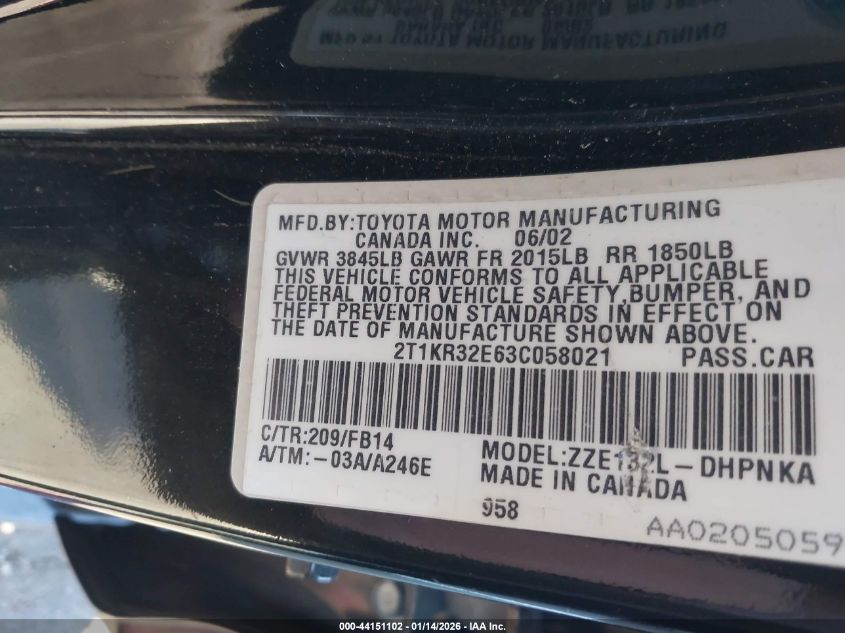 MFD.BY:TOYOTA MOTOR MANUFACTURING
CANADA INC. 06/02
GVWR 3845LB GAWR FR 2015LB RR 1850LB
THIS VEHICLE CONFORMS TO ALL APPLICABLE
FEDERAL MOTOR VEHICLE SAFETY,BUMPER, AND
THEFT PREVENTION STANDARDS IN EFFECT ON
THE DATE OF MANUFACTURE SHOWN ABOVE.
2T1KR32E63C058021 PASS.CAR
C/TR:209/FB14
A/TM:-03A/A246E
MODEL:ZZE132L-DHPNKA
MADE IN CANADA
958
AA0205059
000-44151102 - 01/14/2026 - IAA Inc.